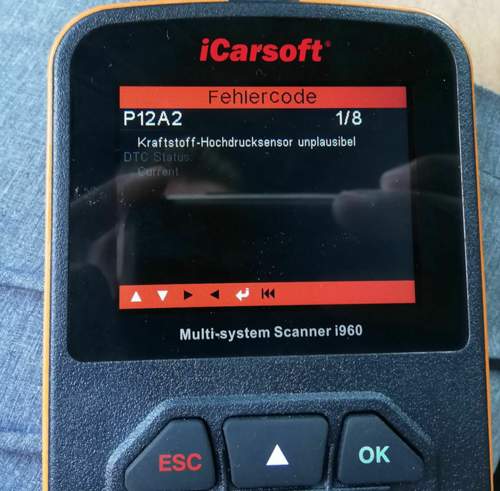 iCarsoft®
Fehlercode
P12A2 1/8
Kraftstoff-Hochdrucksensor unplausibel
DTC Status:
Current
Multi-system Scanner i960
ESC
OK